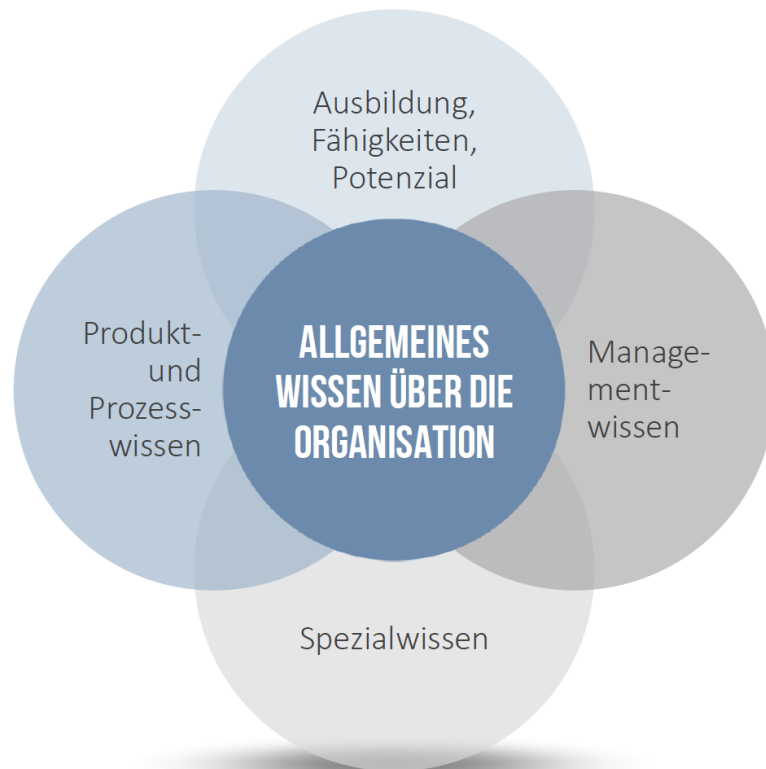 Ausbildung,
Fähigkeiten,
Potenzial
Produkt-
und
Prozess-
wissen
ALLGEMEINES
WISSEN ÜBER DIE
ORGANISATION
Manage-
ment-
wissen
Spezialwissen